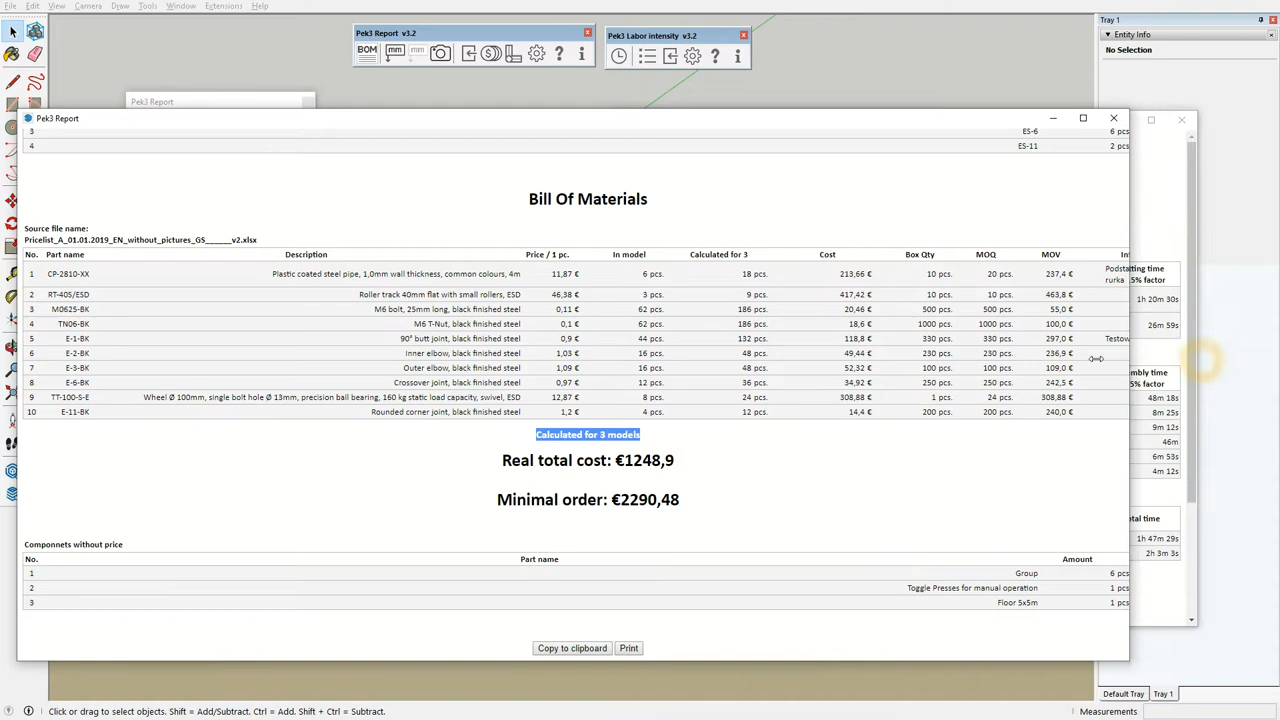 File Edit View Camera Draw Tools Window Extensions Help
Pek3 Report v3.2
Pek3 Labor intensity v3.2
Tray 1
Entity Info
No Selection
BOM
mm
mm
Pek3 Report
Pek3 Report
3 ES-6 6 pcs
4 ES-11 2 pcs
Bill Of Materials
Source file name:
Pricelist_A_01.01.2019_EN_without_pictures_GS______v2.xlsx
No. Part name Description Price / 1 pc. In model Calculated for 3 Cost Box Qty MOQ MOV In
1 CP-2810-XX Plastic coated steel pipe, 1,0mm wall thickness, common colours, 4m 11,87 € 6 pcs. 18 pcs. 213,66 € 10 pcs. 20 pcs. 237,4 € Podsta rurka
2 RT-40S/ESD Roller track 40mm flat with small rollers, ESD 46,38 € 3 pcs. 9 pcs. 417,42 € 10 pcs. 10 pcs. 463,8 €
3 M0625-BK M6 bolt, 25mm long, black finished steel 0,11 € 62 pcs. 186 pcs. 20,46 € 500 pcs. 500 pcs. 55,0 €
4 TN06-BK M6 T-Nut, black finished steel 0,1 € 62 pcs. 186 pcs. 18,6 € 1000 pcs. 1000 pcs. 100,0 €
5 E-1-BK 90° butt joint, black finished steel 0,9 € 44 pcs. 132 pcs. 118,8 € 330 pcs. 330 pcs. 297,0 € Testow
6 E-2-BK Inner elbow, black finished steel 1,03 € 16 pcs. 48 pcs. 49,44 € 230 pcs. 230 pcs. 236,9 €
7 E-3-BK Outer elbow, black finished steel 1,09 € 16 pcs. 48 pcs. 52,32 € 100 pcs. 100 pcs. 109,0 €
8 E-6-BK Crossover joint, black finished steel 0,97 € 12 pcs. 36 pcs. 34,92 € 250 pcs. 250 pcs. 242,5 €
9 TT-100-S-E Wheel Ø 100mm, single bolt hole Ø 13mm, precision ball bearing, 160 kg static load capacity, swivel, ESD 12,87 € 8 pcs. 24 pcs. 308,88 € 1 pcs. 24 pcs. 308,88 €
10 E-11-BK Rounded corner joint, black finished steel 1,2 € 4 pcs. 12 pcs. 14,4 € 200 pcs. 200 pcs. 240,0 €
Calculated for 3 models
Real total cost: €1248,9
Minimal order: €2290,48
Componnets without price
No. Part name Amount
1 Group 6 pcs
2 Toggle Presses for manual operation 1 pcs
3 Floor 5x5m 1 pcs
Copy to clipboard Print
ting time
5% factor
1h 20m 30s
26m 59s
mbly time
5% factor
48m 18s
8m 25s
9m 12s
46m
6m 53s
4m 12s
tal time
1h 47m 29s
2h 3m 3s
Default Tray Tray 1
Click or drag to select objects. Shift = Add/Subtract. Ctrl = Add. Shift + Ctrl = Subtract.
Measurements